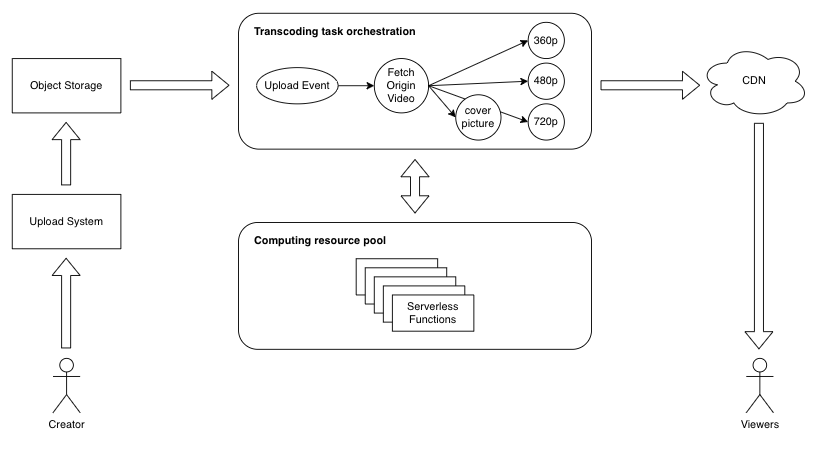 Transcoding task orchestration
Object Storage
Upload Event
Fetch
Origin
Video
360p
480p
cover
picture
720p
CDN
Upload System
Computing resource pool
Serverless
Functions
Creator
Viewers